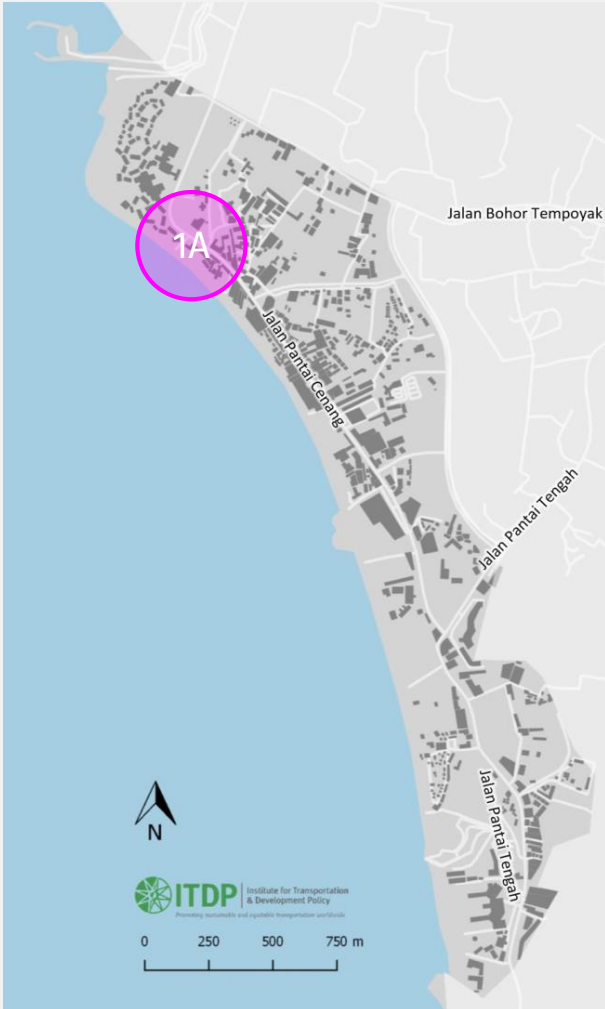 Jalan Bohor Tempoyak
1A
Jalan Pantai Cenang
Jalan Pantai Tengah
Jalan Pantai Tengah
N
ITDP
Institute for Transportation
& Development Policy
Promoting sustainable and equitable transportation worldwide
0 250 500 750 m